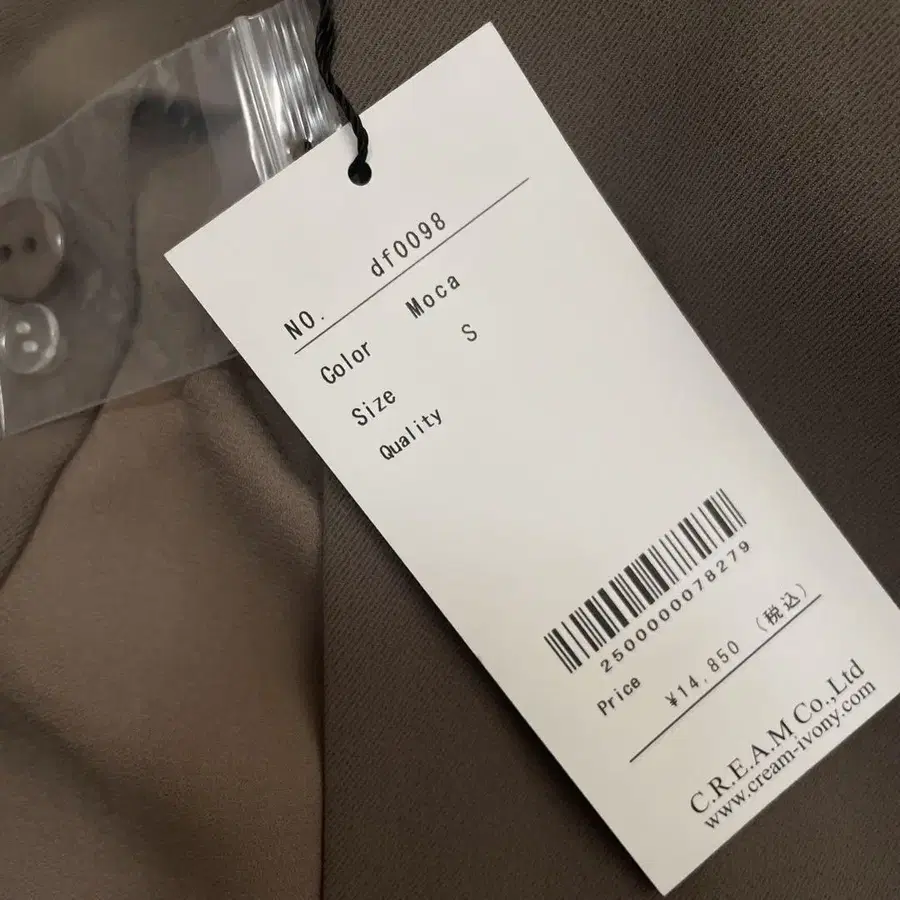 NO. df0098
Color Moca
Size S
Quality
2500000078279
Price ¥14,850 (税込)
C.R.E.A.M Co.,Ltd
www.cream-ivony.com